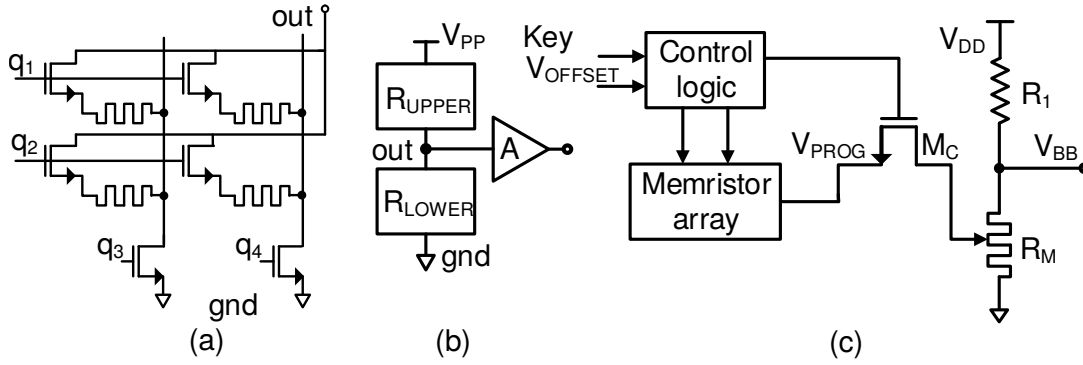 out
q1
q2
q3
q4
gnd
(a)
VPP
RUPPER
out
A
RLOWER
gnd
(b)
Key
VOFFSET
Control
logic
VPROG
MC
Memristor
array
VDD
R1
VBB
RM
(c)